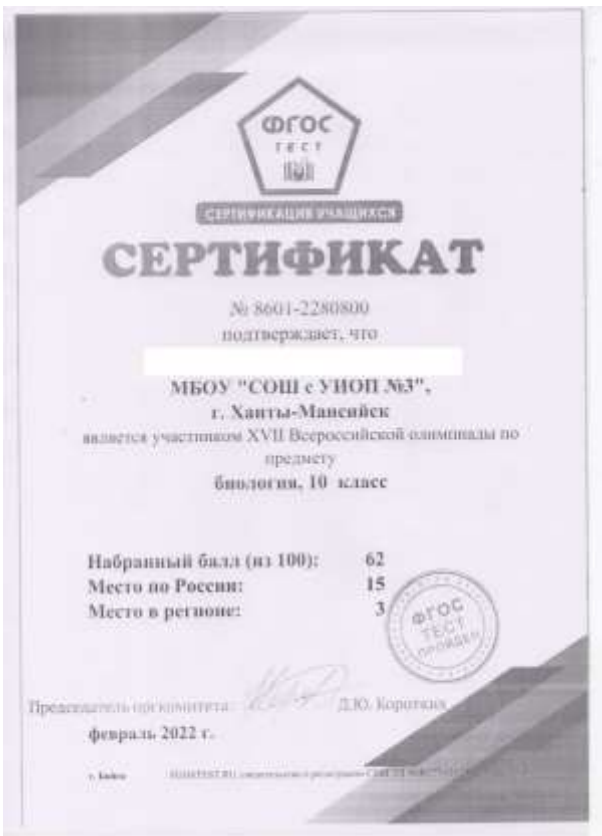 ФГОС
ТЕСТ
СЕРТИФИКАЦИЯ УЧАЩИХСЯ
СЕРТИФИКАТ
№ 8601-2280800
подтверждает, что
МБОУ "СОШ с УИОП №3",
г. Ханты-Мансийск
является участником XVII Всероссийской олимпиады по
предмету
биология, 10 класс
Набранный балл (из 100): 62
Место по России: 15
Место в регионе: 3
ФГОС
ТЕСТ
ПРОЙДЕН
Председатель оргкомитета Д.Ю. Коротких
февраль 2022 г.
г. Бийск